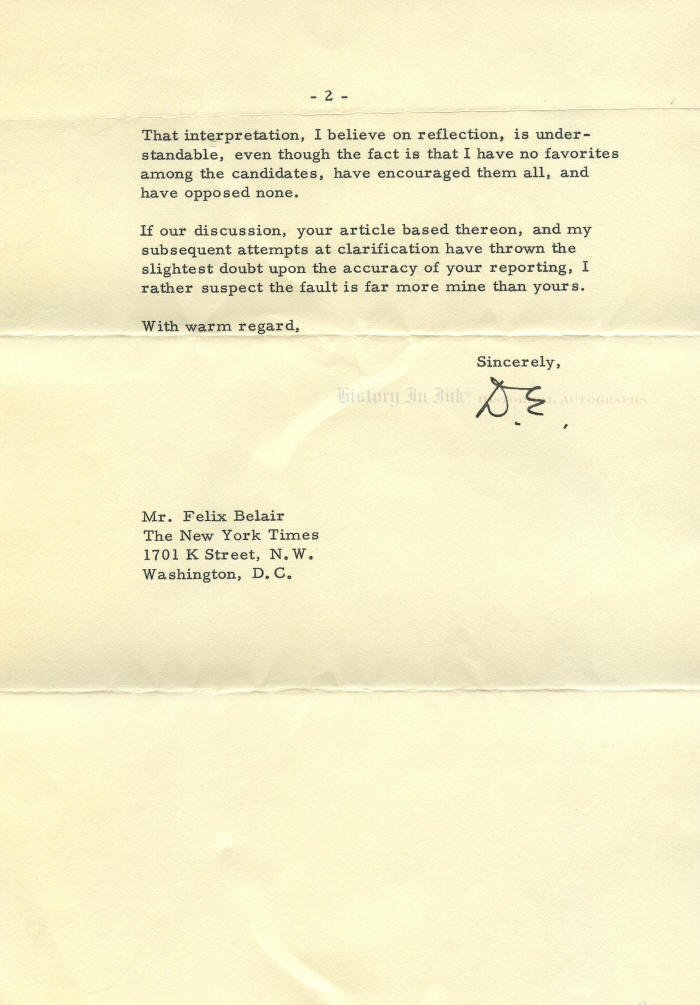 - 2 -
That interpretation, I believe on reflection, is under-
standable, even though the fact is that I have no favorites
among the candidates, have encouraged them all, and
have opposed none.
If our discussion, your article based thereon, and my
subsequent attempts at clarification have thrown the
slightest doubt upon the accuracy of your reporting, I
rather suspect the fault is far more mine than yours.
With warm regard,
Sincerely,
History In Ink® HISTORICAL AUTOGRAPHS
D.E.
Mr. Felix Belair
The New York Times
1701 K Street, N.W.
Washington, D.C.